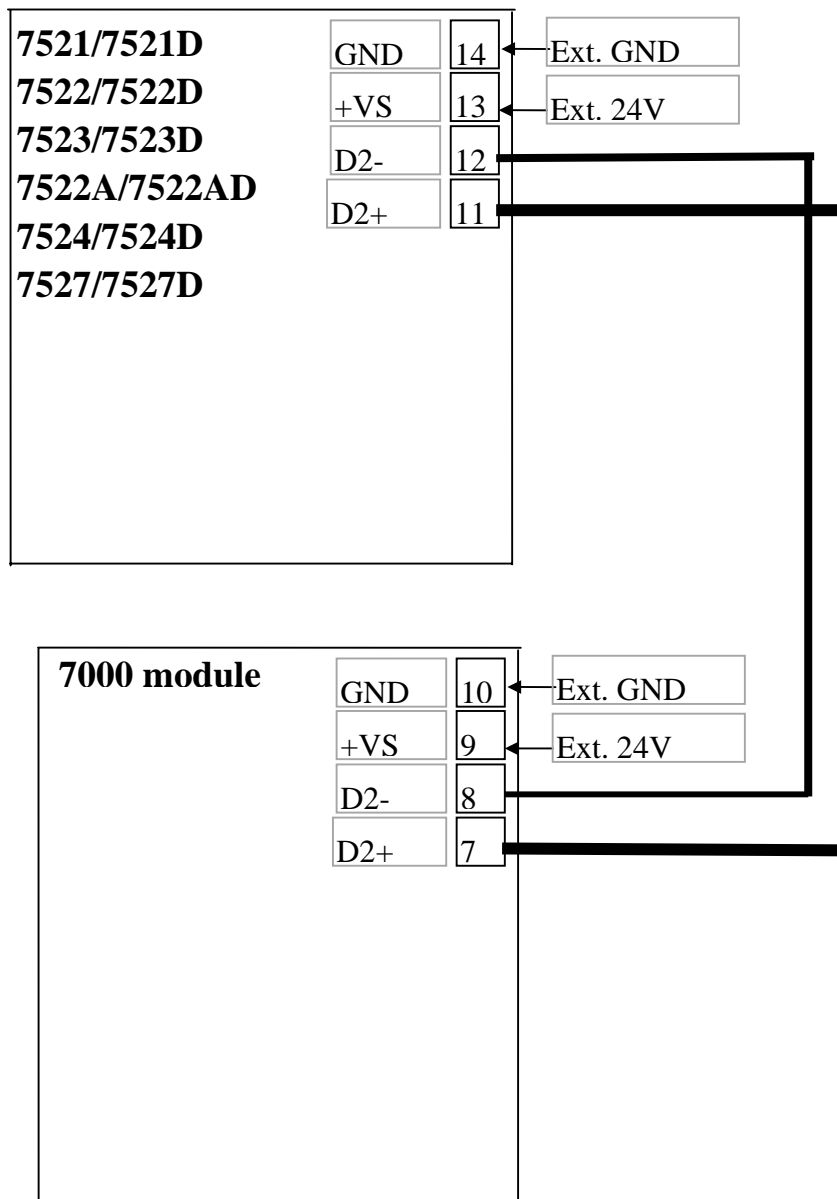 7521/7521D
7522/7522D
7523/7523D
7522A/7522AD
7524/7524D
7527/7527D
GND 14 Ext. GND
+VS 13 Ext. 24V
D2- 12
D2+ 11
7000 module
GND 10 Ext. GND
+VS 9 Ext. 24V
D2- 8
D2+ 7